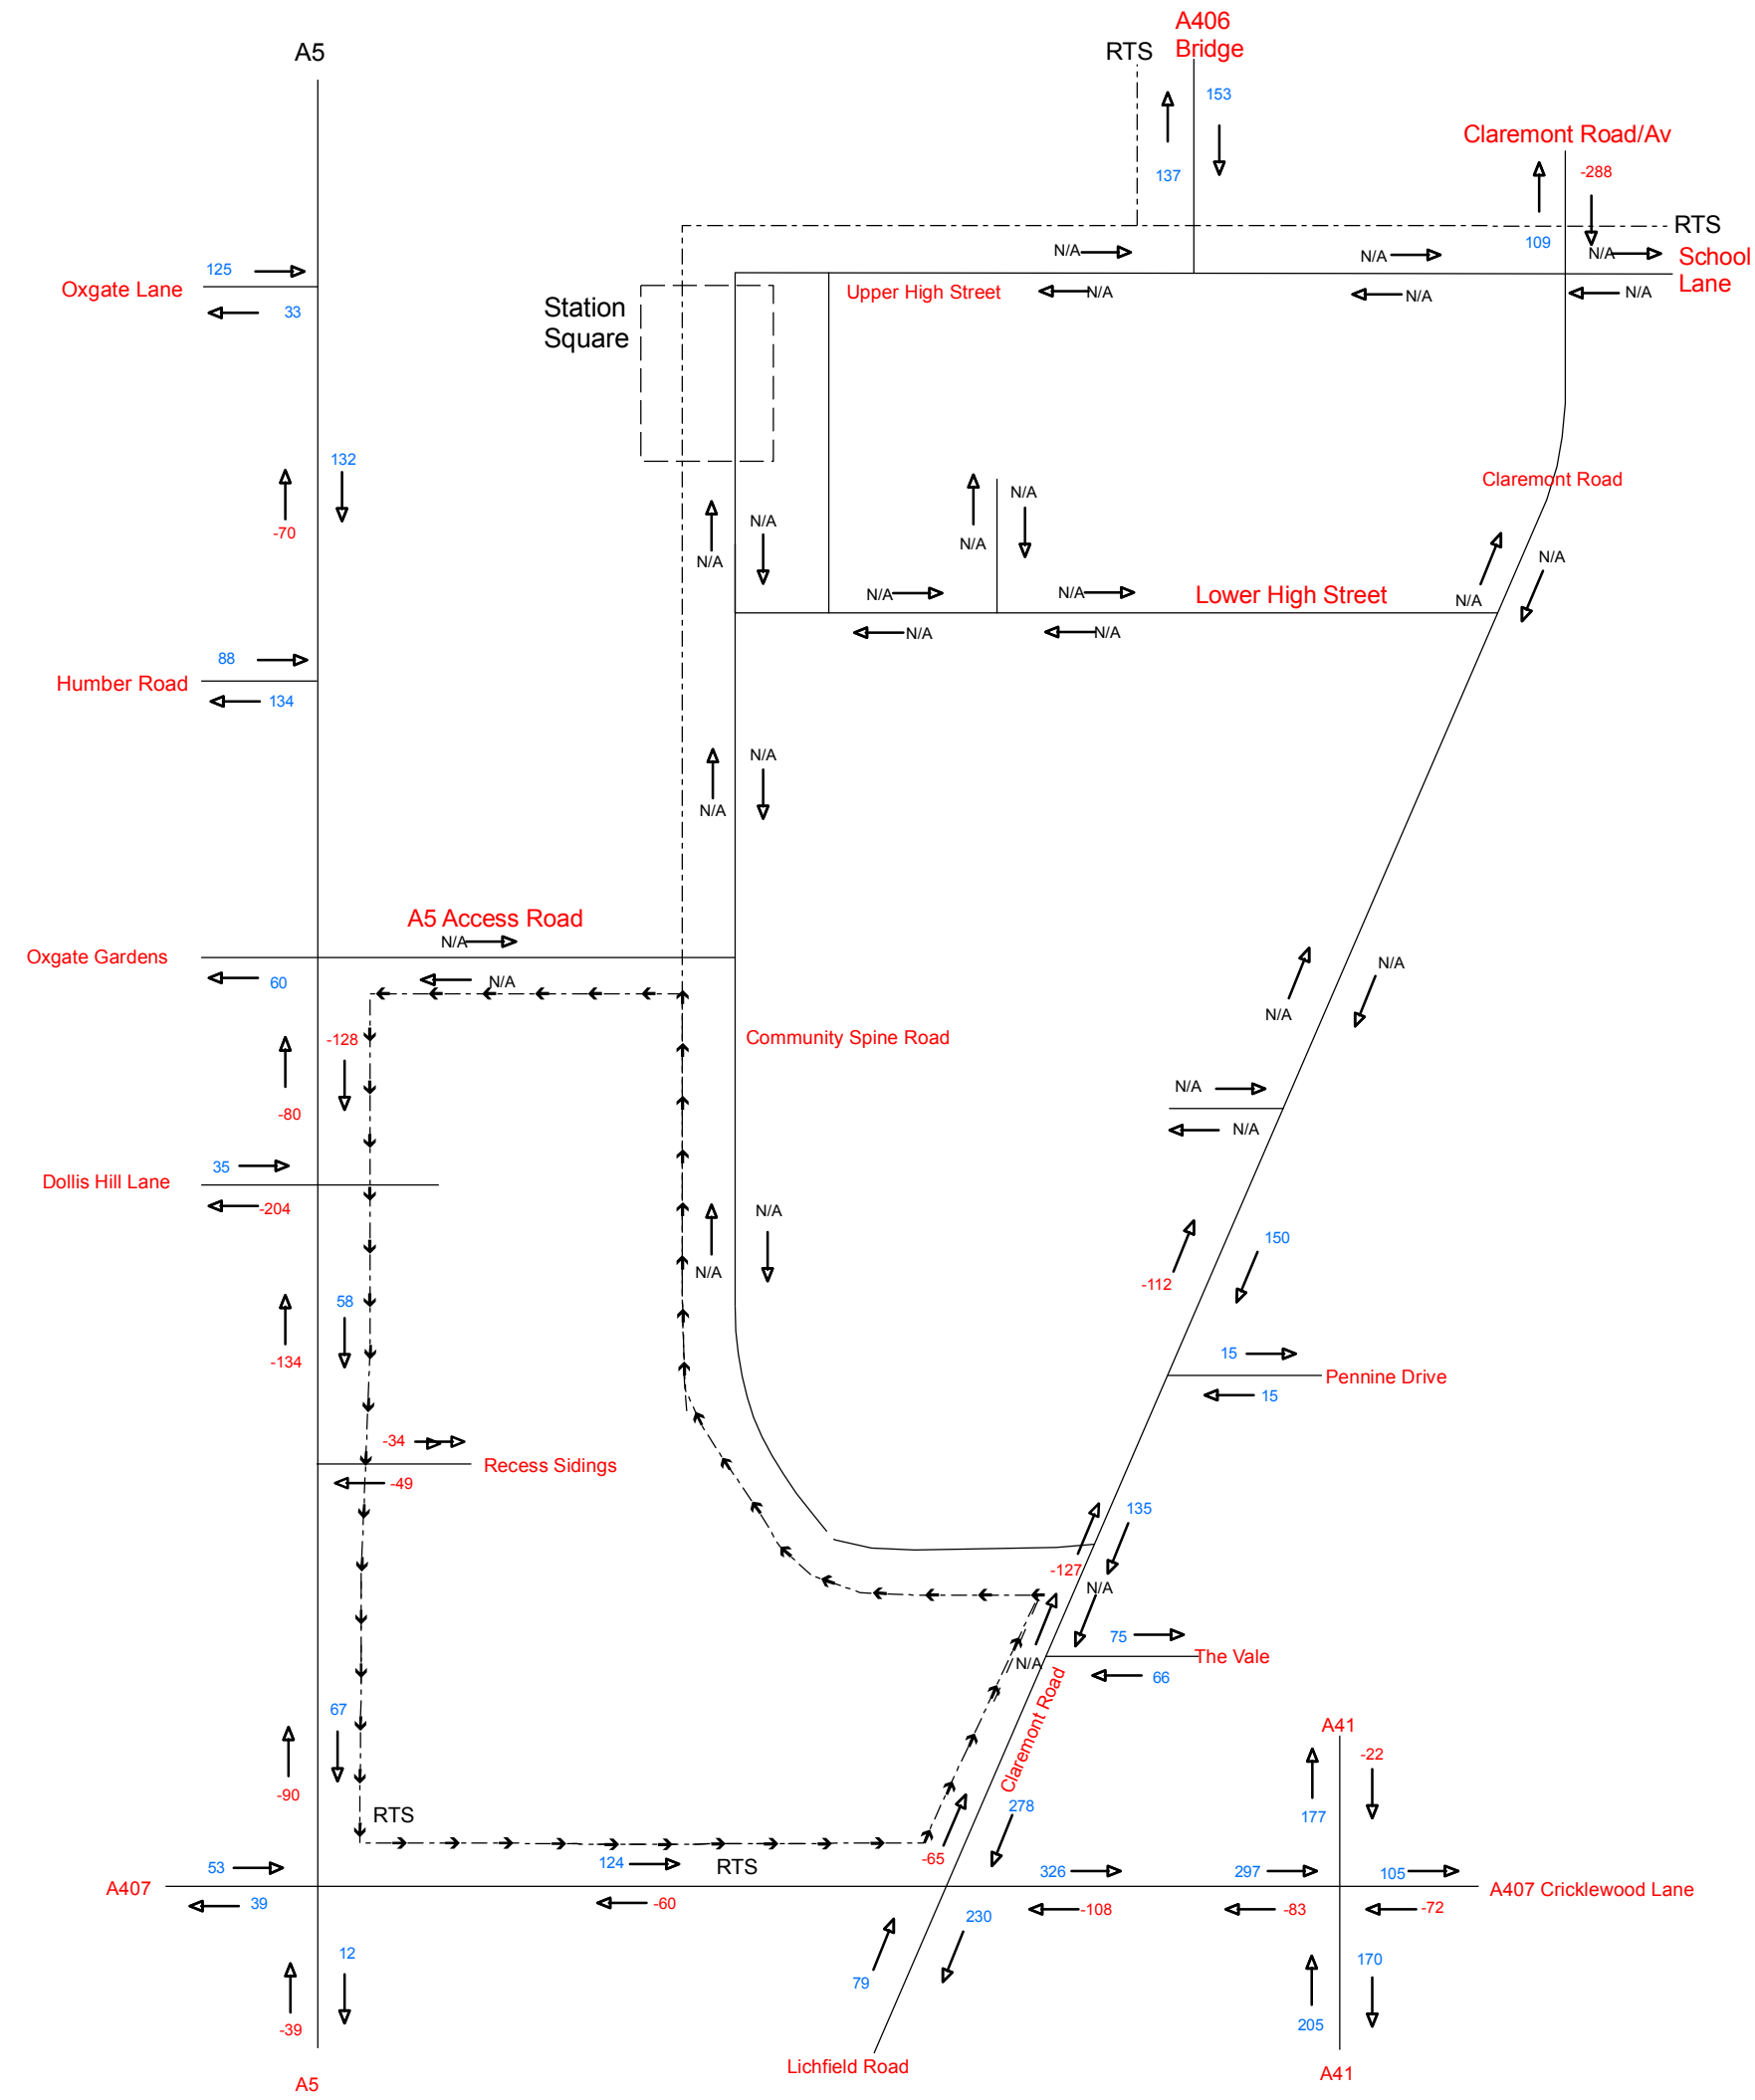 A406
Bridge
A5
RTS
153
Claremont Road/Av
137
-288
RTS
109
N/A
N/A
N/A
School
Lane
125
Oxgate Lane
Upper High Street
N/A
N/A
N/A
33
Station
Square
132
Claremont Road
-70
N/A
N/A
N/A
N/A
N/A
N/A
N/A
N/A
Lower High Street
N/A
N/A
N/A
88
Humber Road
134
N/A
N/A
A5 Access Road
N/A
Oxgate Gardens
60
N/A
N/A
N/A
-128
Community Spine Road
-80
N/A
N/A
35
Dollis Hill Lane
-204
N/A
150
N/A
-112
58
-134
15
Pennine Drive
15
-34
Recess Sidings
-49
135
-127
N/A
75
N/A
The Vale
66
67
Claremont Road
A41
-22
-90
RTS
278
177
53
124
RTS
-65
326
297
105
A407
39
-60
-108
-83
-72
A407 Cricklewood Lane
230
12
79
170
-39
205
Lichfield Road
A5
A41